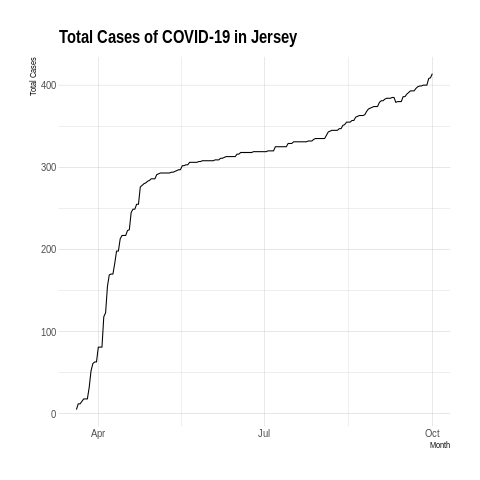 Total Cases of COVID-19 in Jersey
Total Cases
400
300
200
100
0
Apr
Jul
Oct
Month